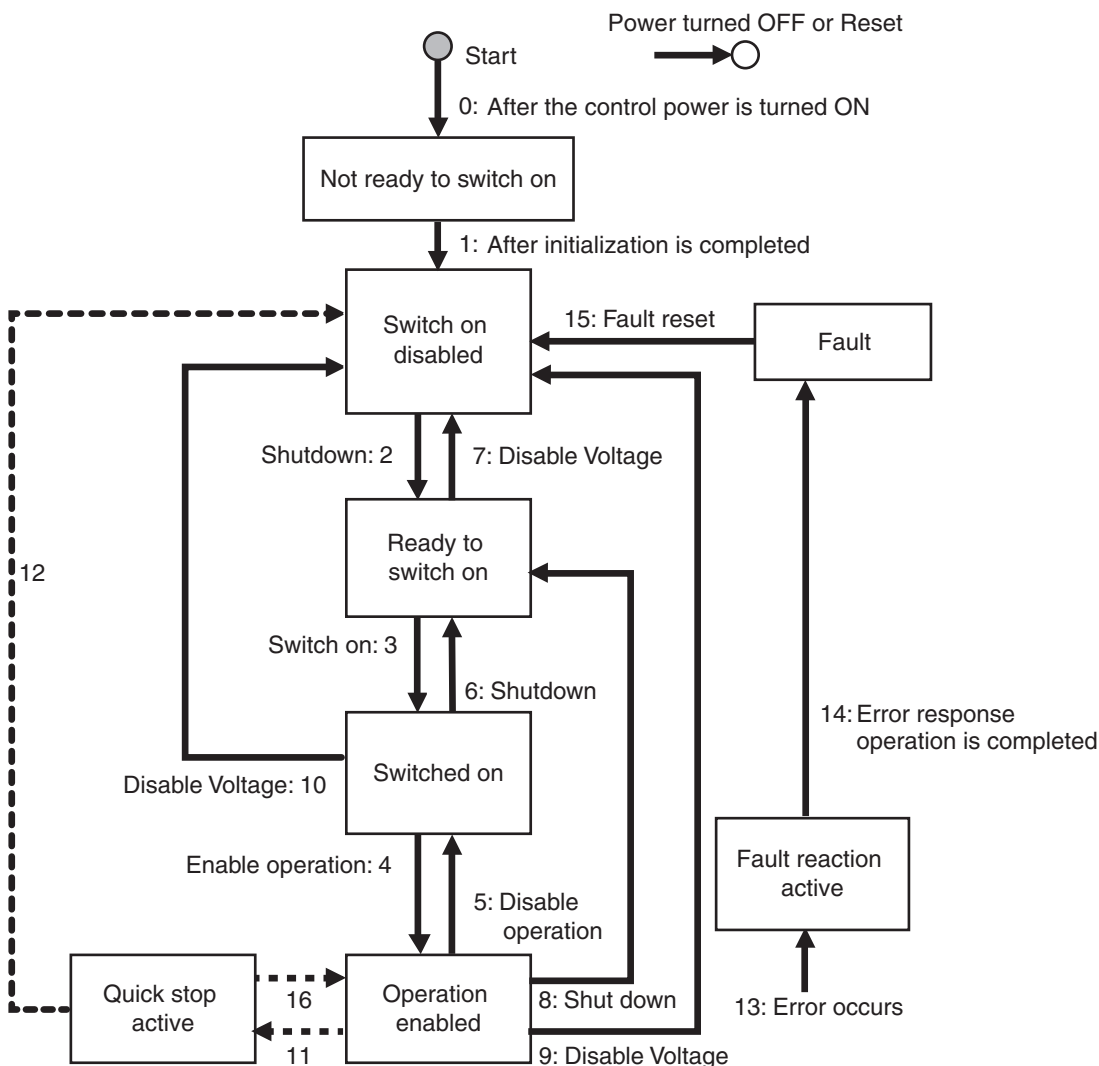 Power turned OFF or Reset
Start
0: After the control power is turned ON
Not ready to switch on
1: After initialization is completed
Switch on
disabled
15: Fault reset
Fault
Shutdown: 2
7: Disable Voltage
Ready to
switch on
12
Switch on: 3
6: Shutdown
14: Error response
operation is completed
Switched on
Disable Voltage: 10
Fault reaction
active
Enable operation: 4
5: Disable
operation
Quick stop
active
16
11
Operation
enabled
8: Shut down
9: Disable Voltage
13: Error occurs